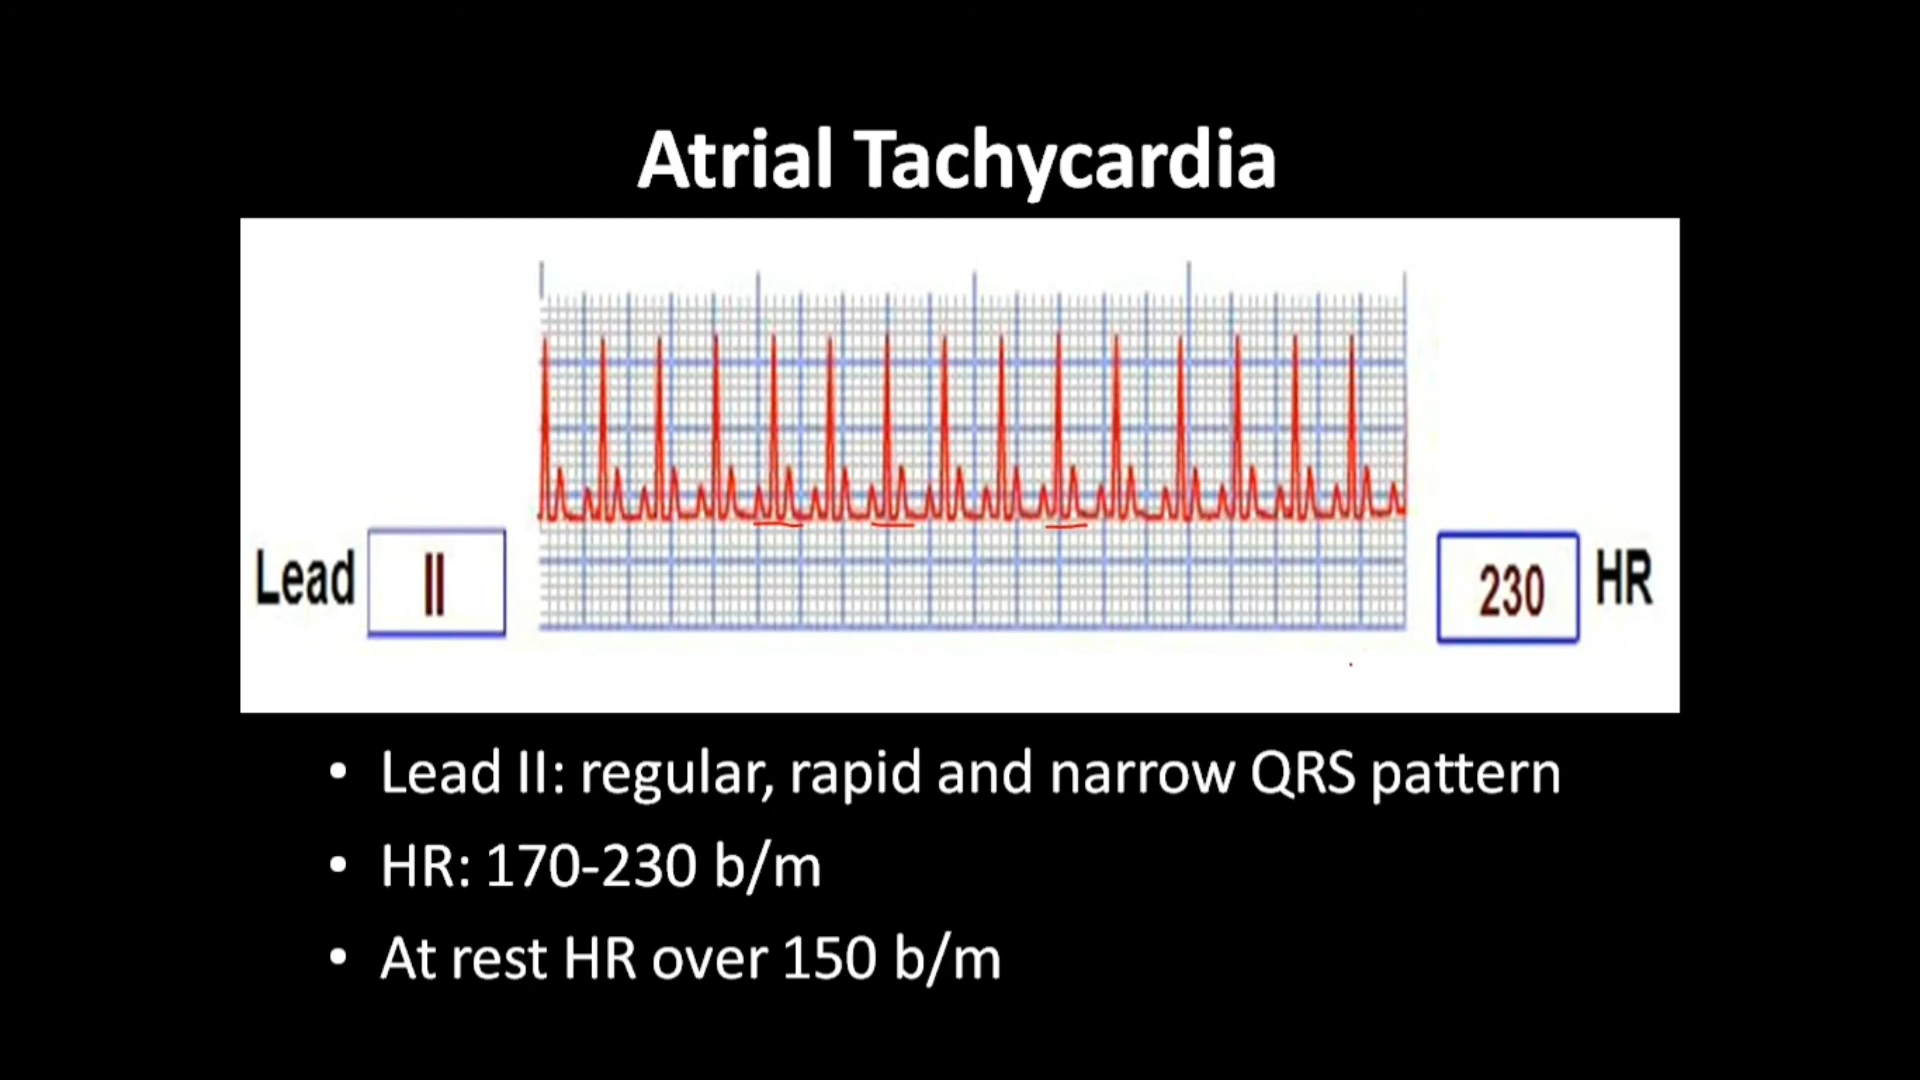 Atrial Tachycardia
Lead II
230 HR
• Lead II: regular, rapid and narrow QRS pattern
• HR: 170-230 b/m
• At rest HR over 150 b/m